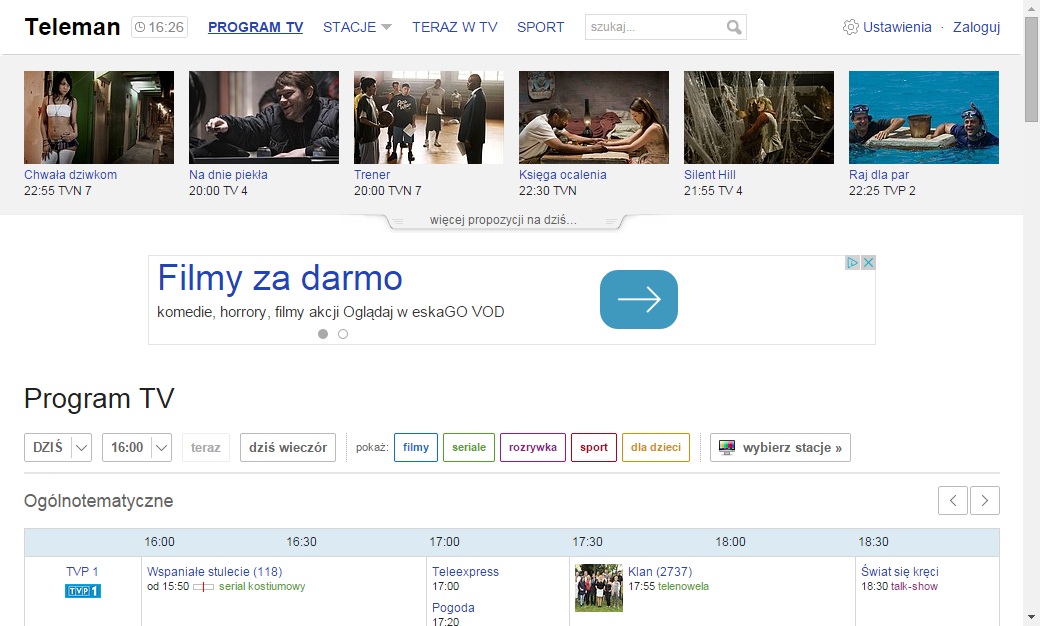 Teleman 16:26 PROGRAM TV STACJE TERAZ W TV SPORT szukaj... Ustawienia · Zaloguj
Chwała dziwkom
22:55 TVN 7
Na dnie piekła
20:00 TV 4
Trener
20:00 TVN 7
Księga ocalenia
22:30 TVN
Silent Hill
21:55 TV 4
Raj dla par
22:25 TVP 2
więcej propozycji na dziś...
Filmy za darmo
komedie, horrory, filmy akcji Oglądaj w eskaGO VOD
Program TV
DZIŚ 16:00 teraz dziś wieczór pokaż: filmy seriale rozrywka sport dla dzieci wybierz stacje »
Ogólnotematyczne
16:00 16:30 17:00 17:30 18:00 18:30
TVP 1
TVP 1
Wspaniałe stulecie (118)
od 15:50 serial kostiumowy
Teleexpress
17:00
Pogoda
17:20
Klan (2737)
17:55 telenowela
Świat się kręci
18:30 talk-show